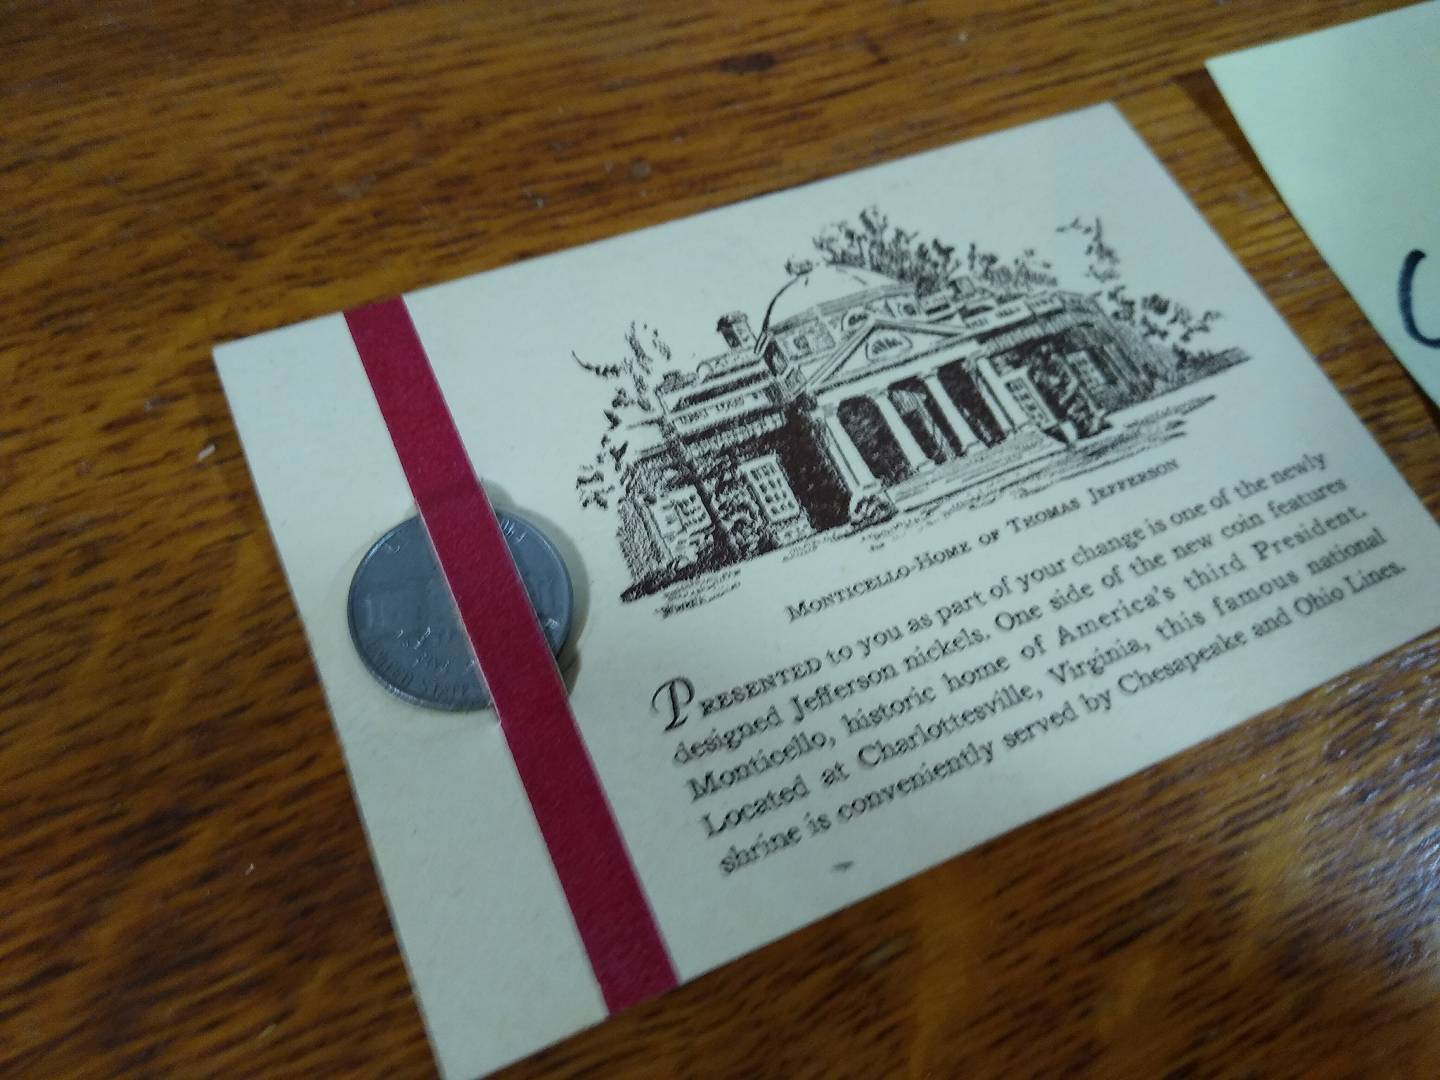 Monticello-Home of Thomas Jefferson
Presented to you as part of your change is one of the newly
designed Jefferson nickels. One side of the new coin features
Monticello, historic home of America's third President.
Located at Charlottesville, Virginia, this famous national
shrine is conveniently served by Chesapeake and Ohio Lines.